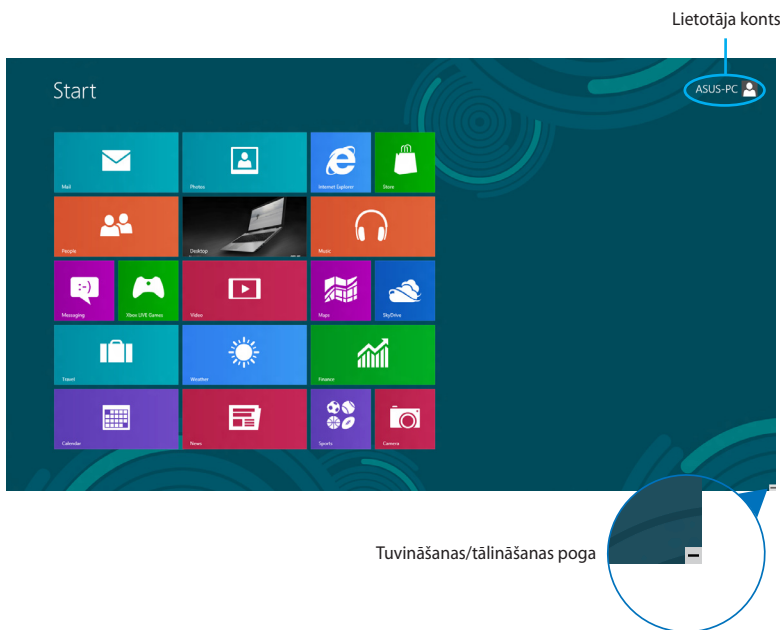 Lietotāja konts
Start
ASUS-PC
Mail
Photos
Internet Explorer
Store
People
Desktop
Music
Messaging
Xbox LIVE Games
Video
Maps
SkyDrive
Travel
Weather
Finance
Calendar
News
Sports
Camera
Tuvināšanas/tālināšanas poga